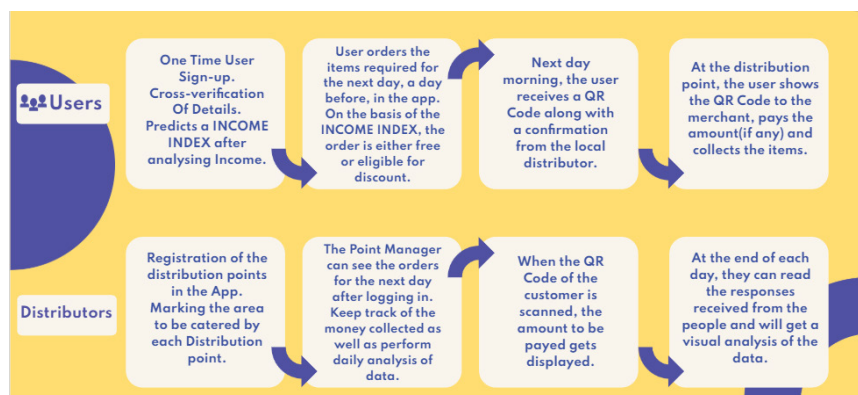 Users
One Time User
Sign-up.
Cross-verification
Of Details.
Predicts a INCOME
INDEX after
analysing Income.
User orders the
items required for
the next day, a day
before, in the app.
On the basis of the
INCOME INDEX, the
order is either free
or eligible for
discount.
Next day
morning, the user
receives a QR
Code along with
a confirmation
from the local
distributor.
At the distribution
point, the user shows
the QR Code to the
merchant, pays the
amount(if any) and
collects the items.
Distributors
Registration of the
distribution points
in the App.
Marking the area
to be catered by
each Distribution
point.
The Point Manager
can see the orders
for the next day
after logging in.
Keep track of the
money collected as
well as perform
daily analysis of
data.
When the QR
Code of the
customer is
scanned, the
amount to be
payed gets
displayed.
At the end of each
day, they can read
the responses
received from the
people and will get a
visual analysis of the
data.